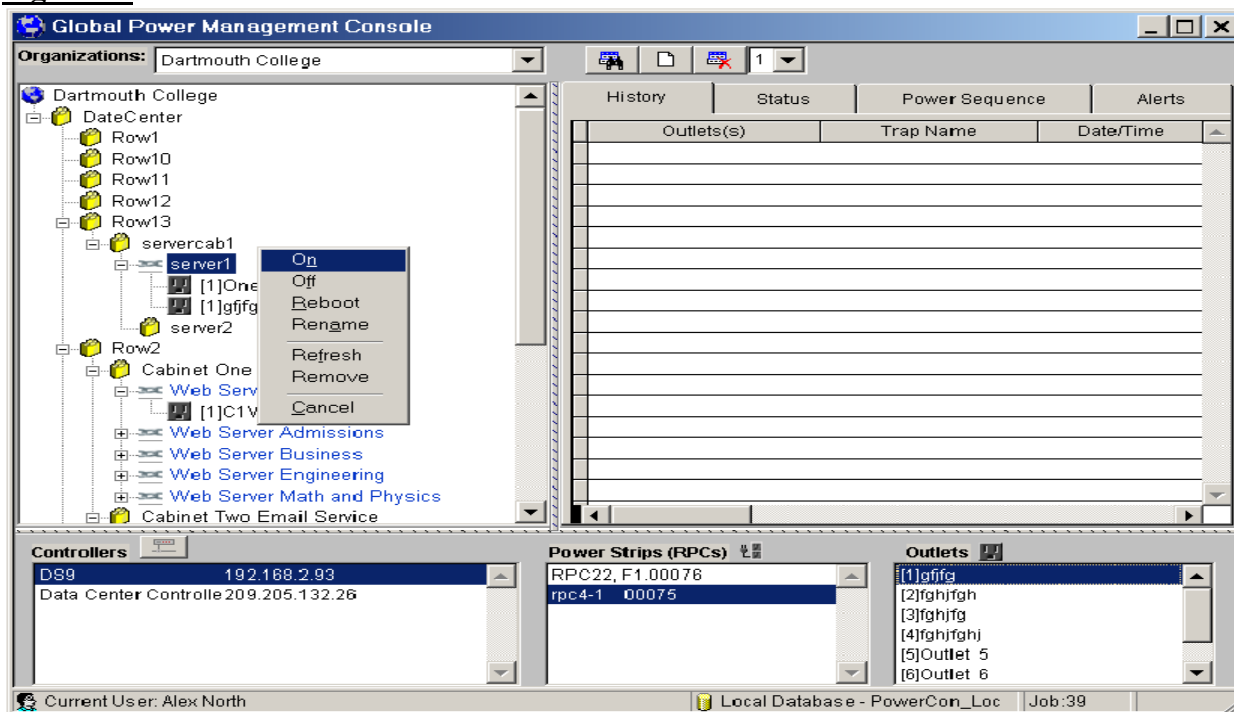 Global Power Management Console
Organizations: Dartmouth College
1
Dartmouth College
DateCenter
Row1
Row10
Row11
Row12
Row13
servercab1
server1
[1]One
[1]gfjfg
server2
Row2
Cabinet One
Web Serv
[1]C1V
Web Server Admissions
Web Server Business
Web Server Engineering
Web Server Math and Physics
Cabinet Two Email Service
On
Off
Reboot
Rename
Refresh
Remove
Cancel
History Status Power Sequence Alerts
Outlets(s) Trap Name Date/Time
Controllers
DS9 192.168.2.93
Data Center Controlle 209.205.132.26
Power Strips (RPCs)
RPC22, F1.00076
rpc4-1 00075
Outlets
[1]gfjfg
[2]fghjfgh
[3]fghjfg
[4]fghjfghj
[5]Outlet 5
[6]Outlet 6
Current User: Alex North
Local Database - PowerCon_Loc
Job:39